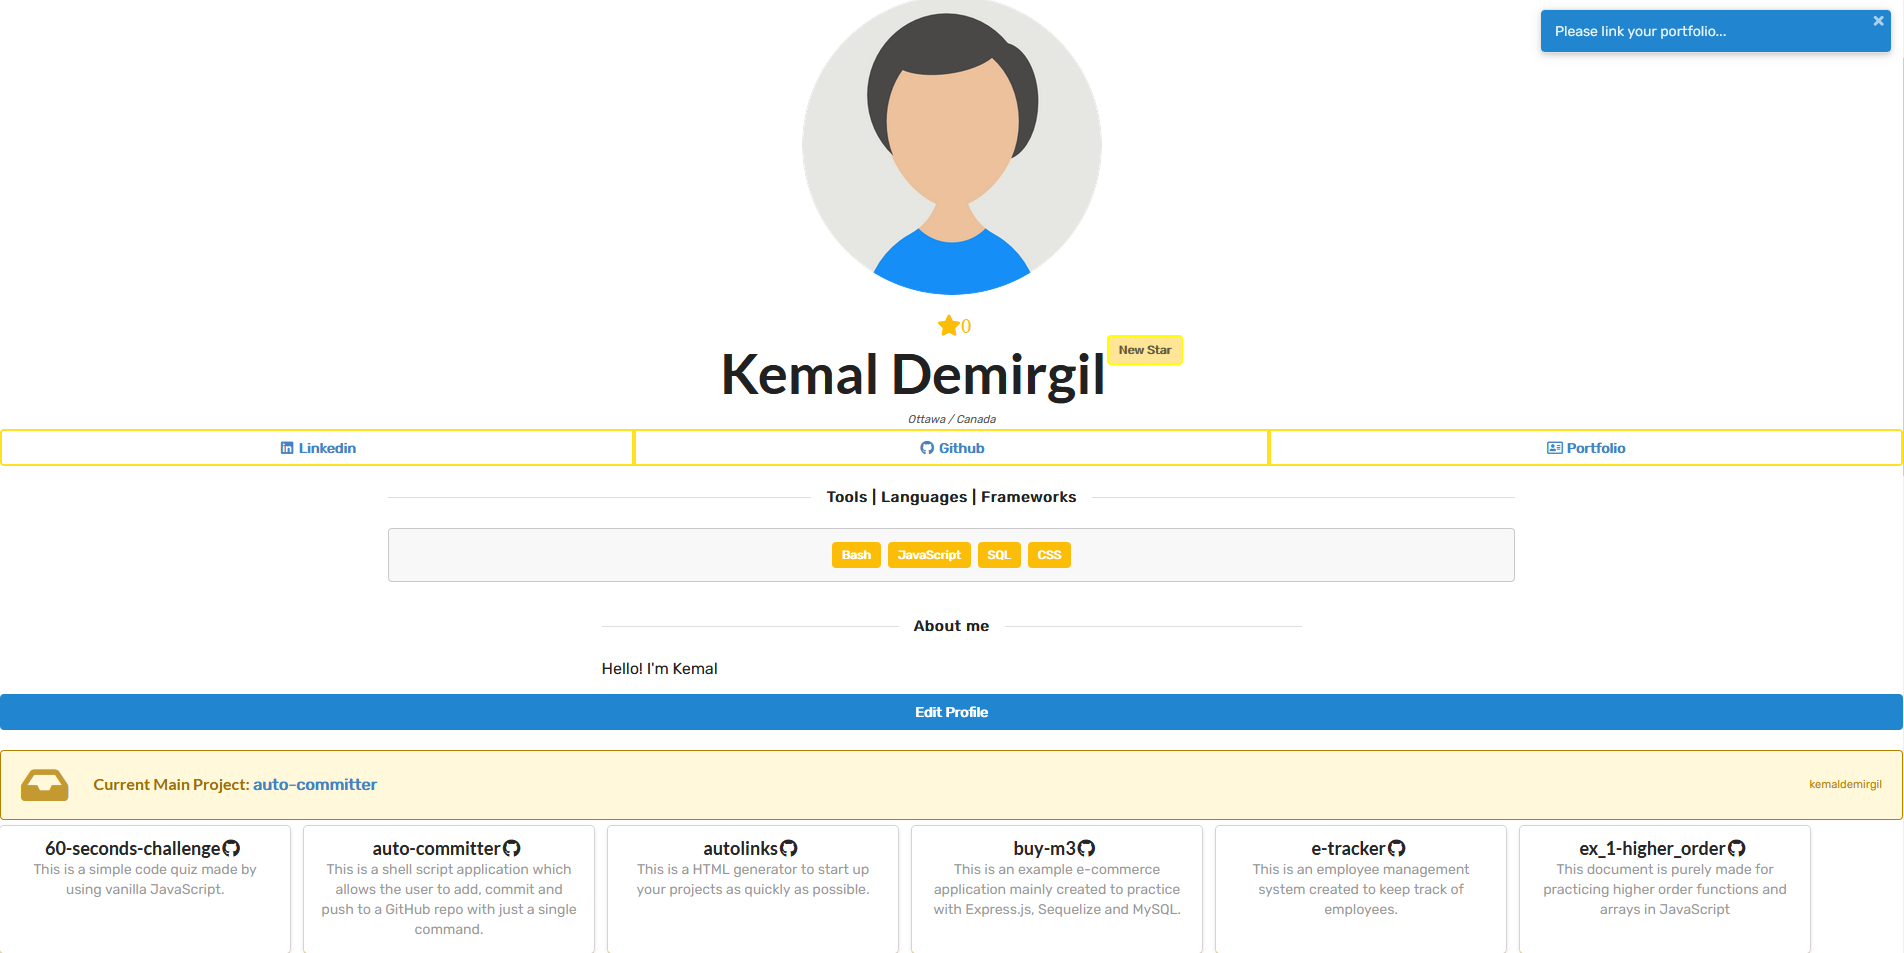 Please link your portfolio...
0
Kemal Demirgil New Star
Ottawa / Canada
Linkedin Github Portfolio
Tools | Languages | Frameworks
Bash JavaScript SQL CSS
About me
Hello! I'm Kemal
Edit Profile
Current Main Project: auto-committer kemaldemirgil
60-seconds-challenge
This is a simple code quiz made by
using vanilla JavaScript.
auto-committer
This is a shell script application which
allows the user to add, commit and
push to a GitHub repo with just a single
command.
autolinks
This is a HTML generator to start up
your projects as quickly as possible.
buy-m3
This is an example e-commerce
application mainly created to practice
with Express.js, Sequelize and MySQL.
e-tracker
This is an employee management
system created to keep track of
employees.
ex_1-higher_order
This document is purely made for
practicing higher order functions and
arrays in JavaScript